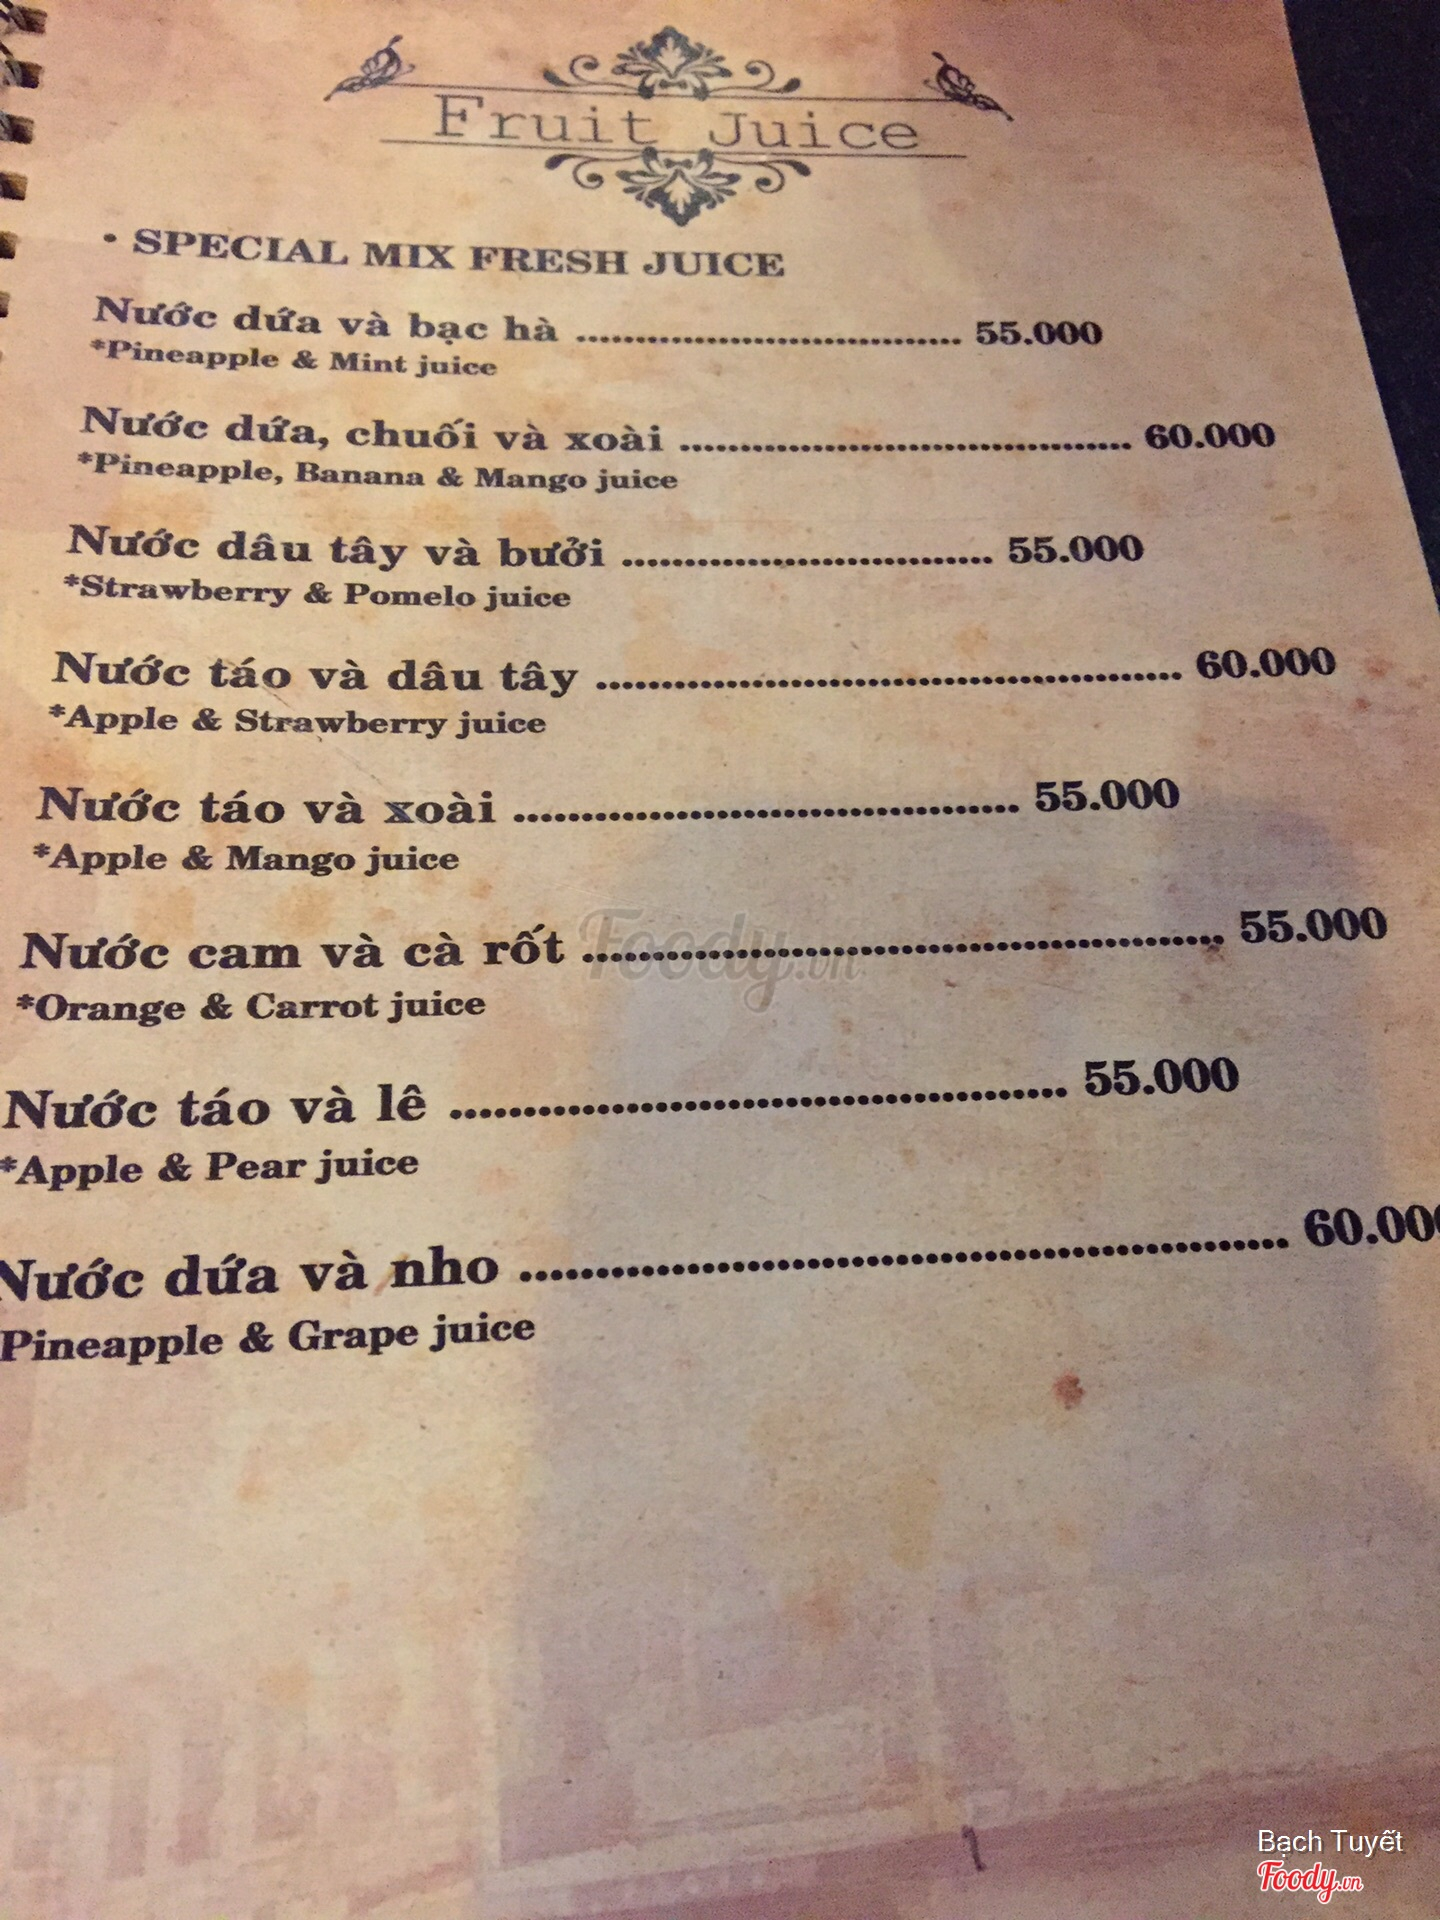 Fruit Juice
• SPECIAL MIX FRESH JUICE
Nước dứa và bạc hà ................................ 55.000
*Pineapple & Mint juice
Nước dứa, chuối và xoài ..................................... 60.000
*Pineapple, Banana & Mango juice
Nước dâu tây và bưởi .............................. 55.000
*Strawberry & Pomelo juice
Nước táo và dâu tây ............................................. 60.000
*Apple & Strawberry juice
Nước táo và xoài ..................................... 55.000
*Apple & Mango juice
Nước cam và cà rốt ............................................... 55.000
*Orange & Carrot juice
Nước táo và lê .......................................... 55.000
*Apple & Pear juice
Nước dứa và nho .................................................. 60.000
Pineapple & Grape juice
Foody.vn
Bạch Tuyết
Foody.vn